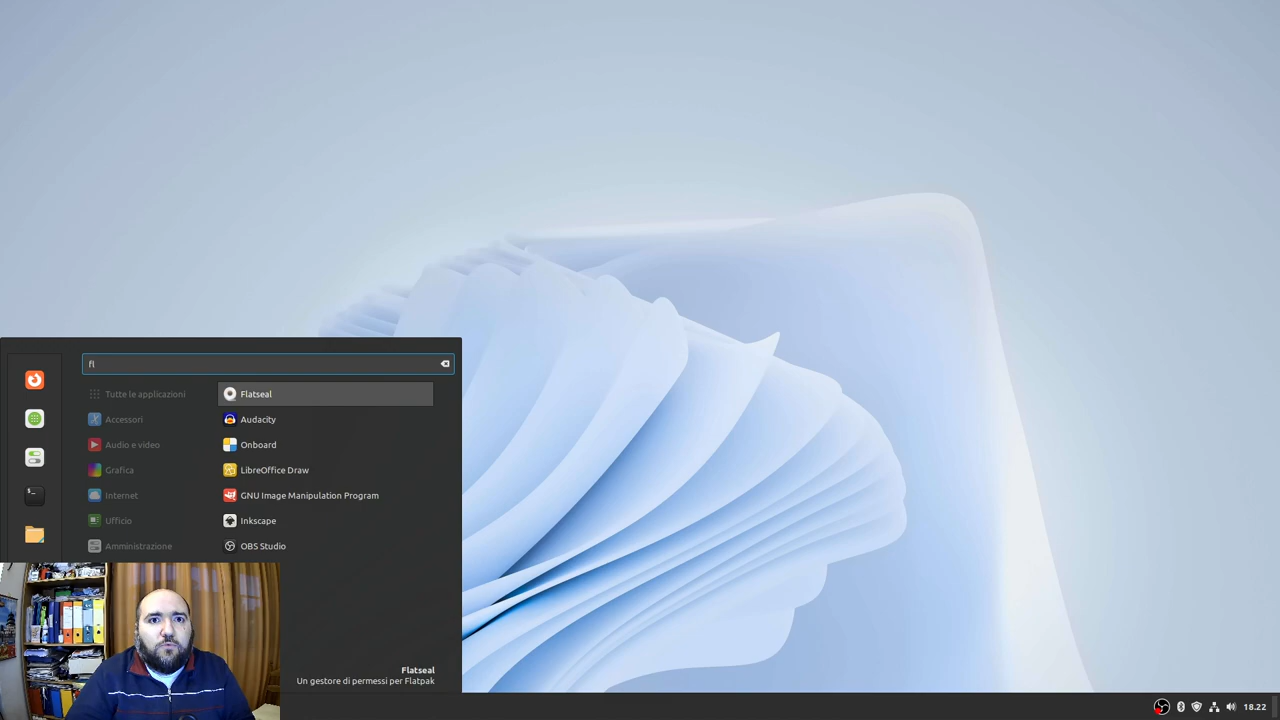 fl
Tutte le applicazioni
Accessori
Audio e video
Grafica
Internet
Ufficio
Amministrazione
Flatseal
Audacity
Onboard
LibreOffice Draw
GNU Image Manipulation Program
Inkscape
OBS Studio
Flatseal
Un gestore di permessi per Flatpak
18.22